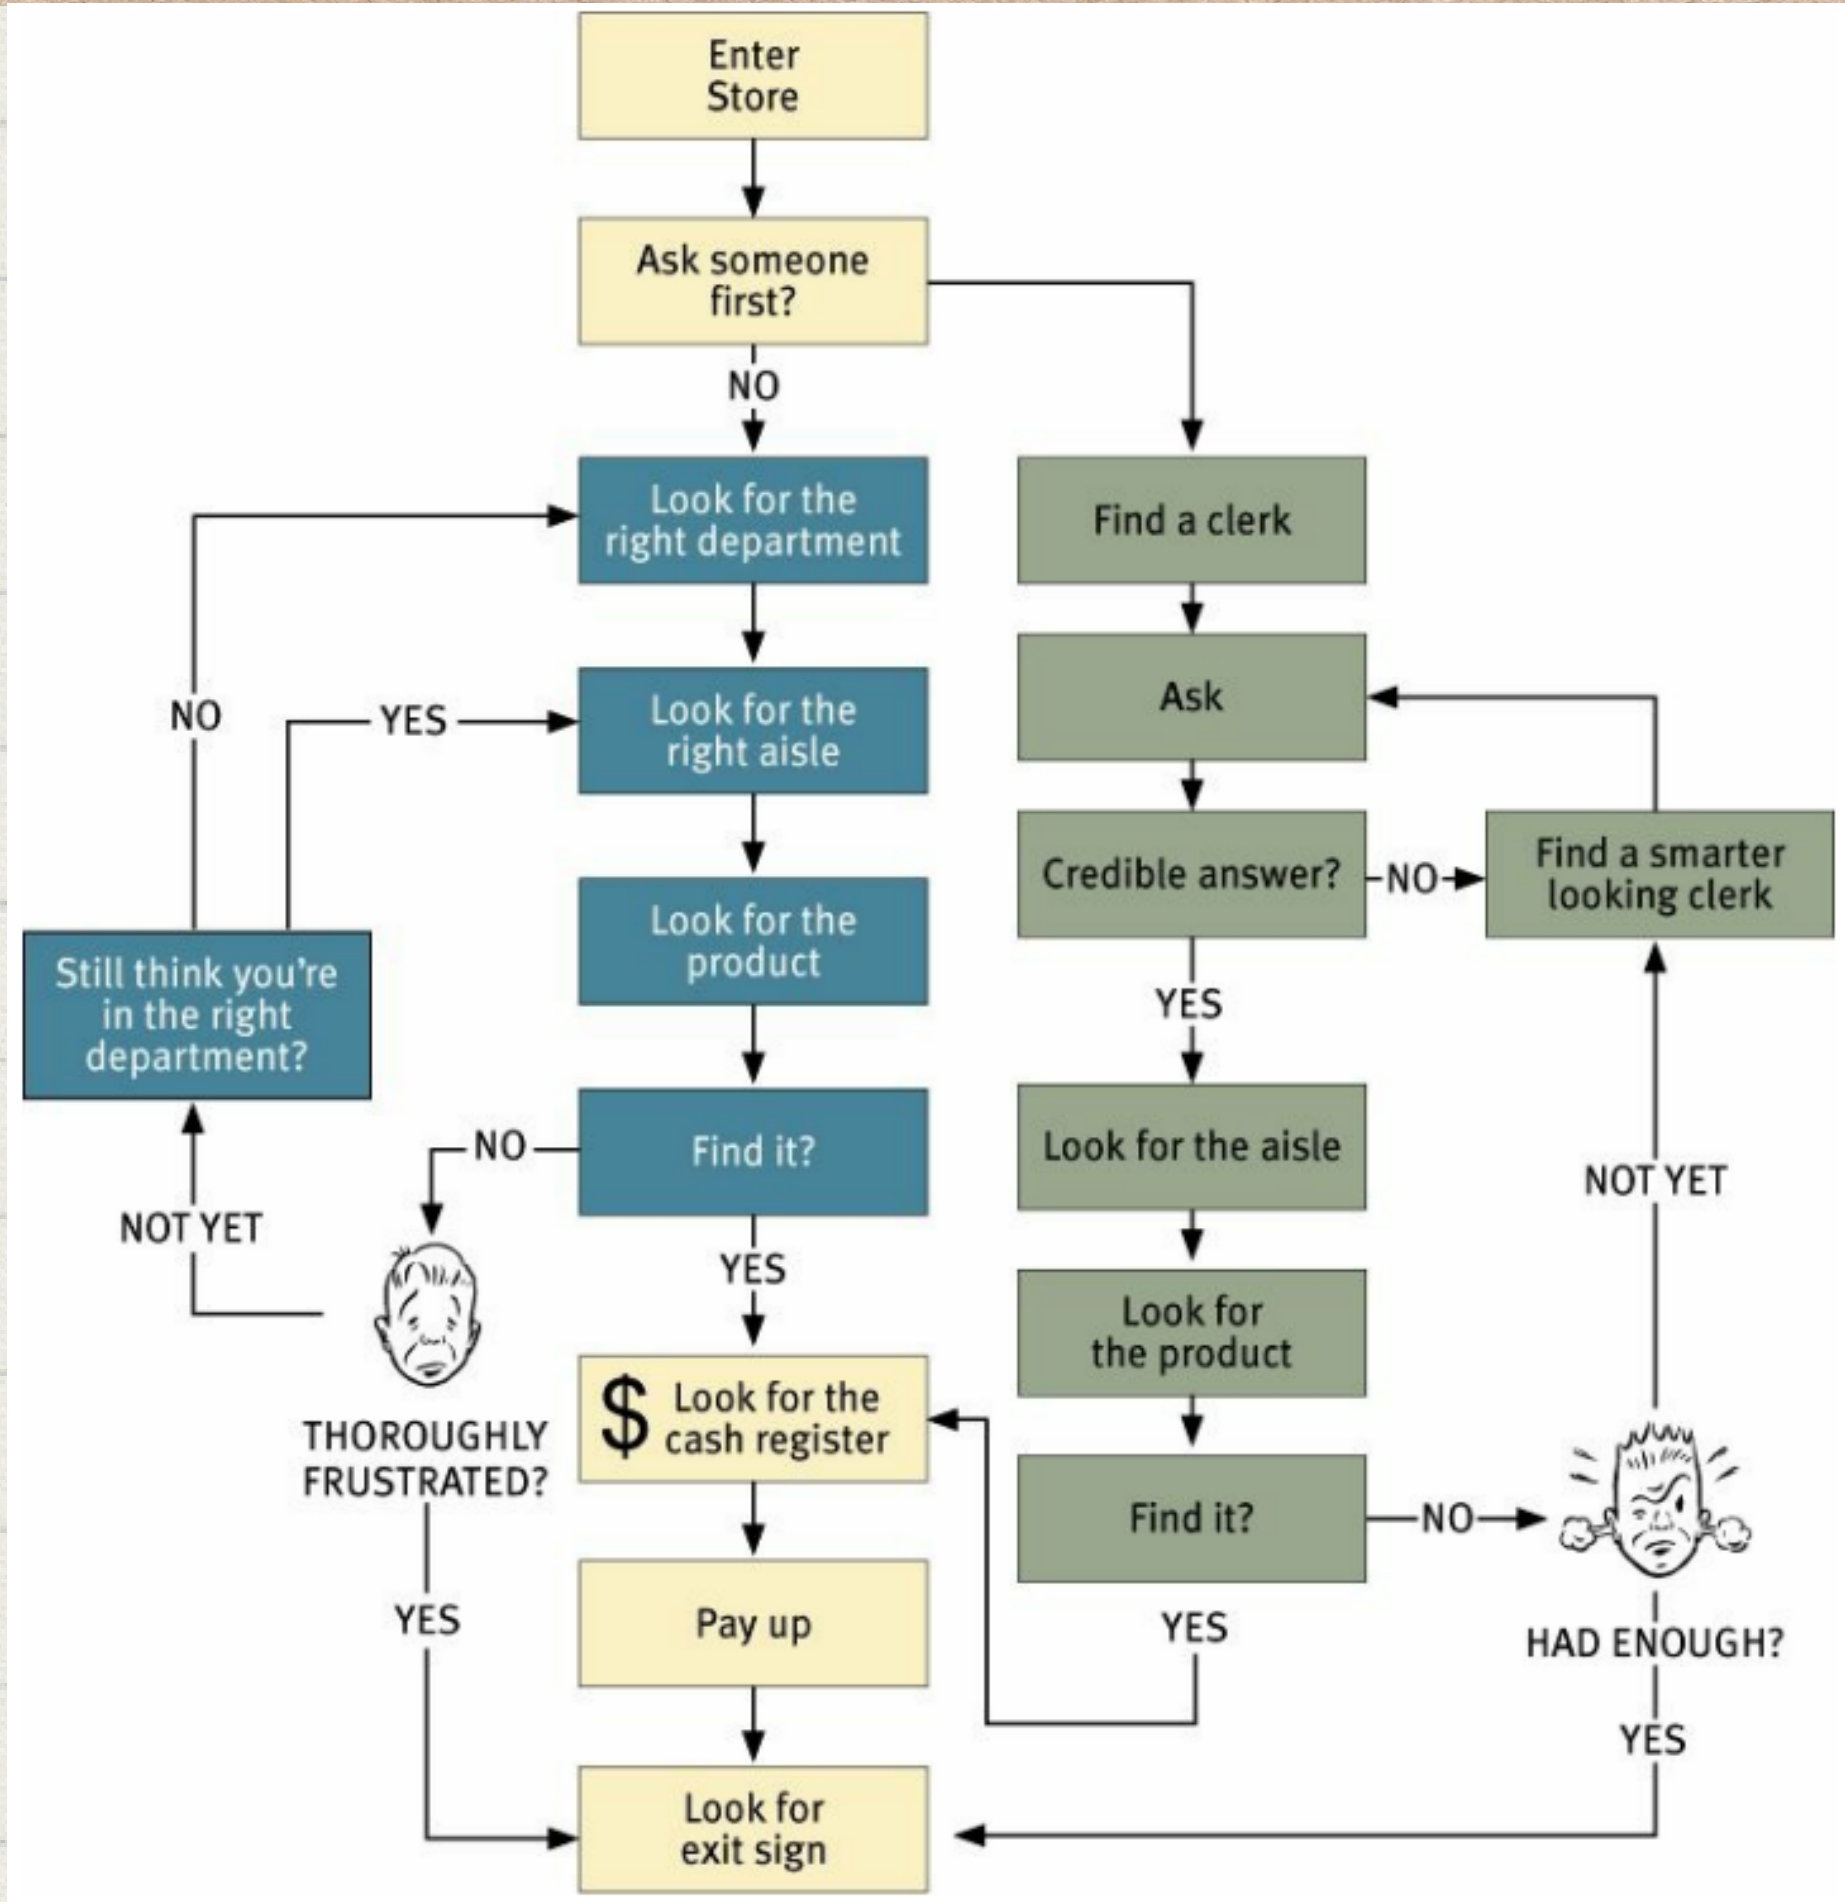 Enter
Store
Ask someone
first?
NO
Look for the
right department
Find a clerk
Look for the
right aisle
Ask
NO
YES
Look for the
product
Credible answer?
NO
Find a smarter
looking clerk
Still think you're
in the right
department?
YES
Find it?
NO
Look for the aisle
NOT YET
NOT YET
YES
Look for
the product
$ Look for the
cash register
THOROUGHLY
FRUSTRATED?
Find it?
NO
YES
Pay up
YES
HAD ENOUGH?
YES
Look for
exit sign